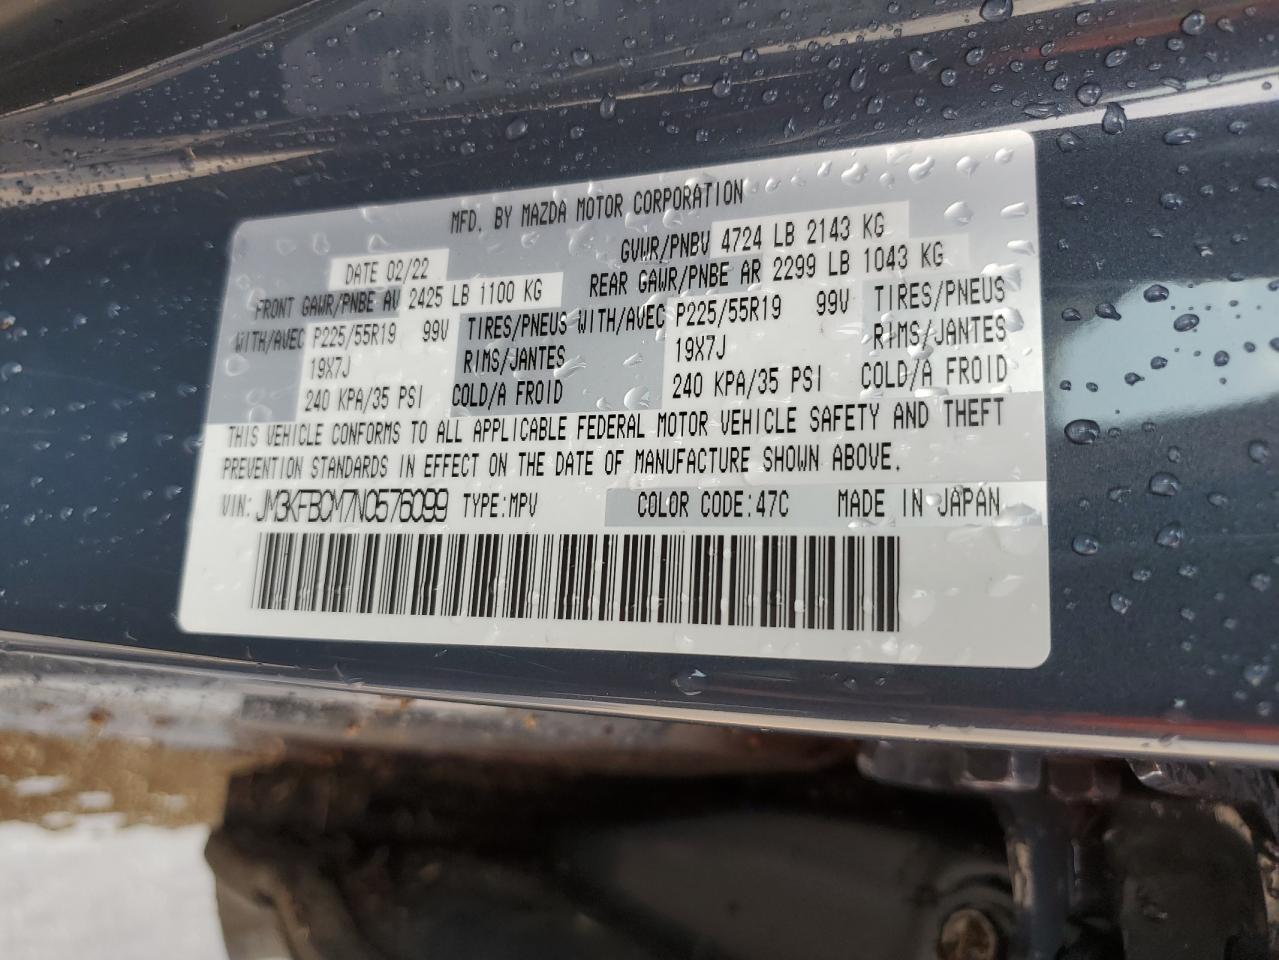 MFD. BY MAZDA MOTOR CORPORATION
DATE 02/22 GVWR/PNBV 4724 LB 2143 KG
FRONT GAWR/PNBE AV 2425 LB 1100 KG REAR GAWR/PNBE AR 2299 LB 1043 KG
WITH/AVEC P225/55R19 99V TIRES/PNEUS WITH/AVEC P225/55R19 99V TIRES/PNEUS
19X7J RIMS/JANTES 19X7J RIMS/JANTES
240 KPA/35 PSI COLD/A FROID 240 KPA/35 PSI COLD/A FROID
THIS VEHICLE CONFORMS TO ALL APPLICABLE FEDERAL MOTOR VEHICLE SAFETY AND THEFT
PREVENTION STANDARDS IN EFFECT ON THE DATE OF MANUFACTURE SHOWN ABOVE.
VIN: JM3KFBCM7N0576099 TYPE:MPV COLOR CODE:47C MADE IN JAPAN